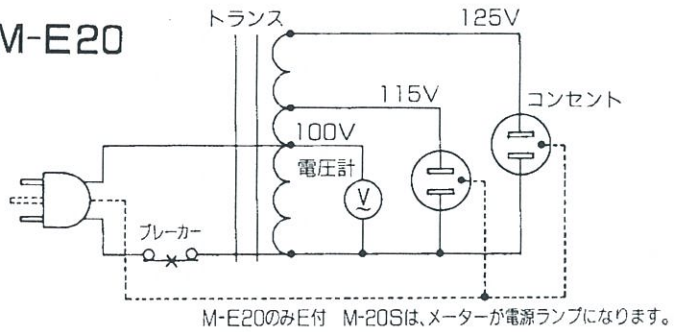 M-E20
トランス
125V
115V
コンセント
100V
電圧計
V
ブレーカー
M-E20のみE付 M-20Sは、メーターが電源ランプになります。